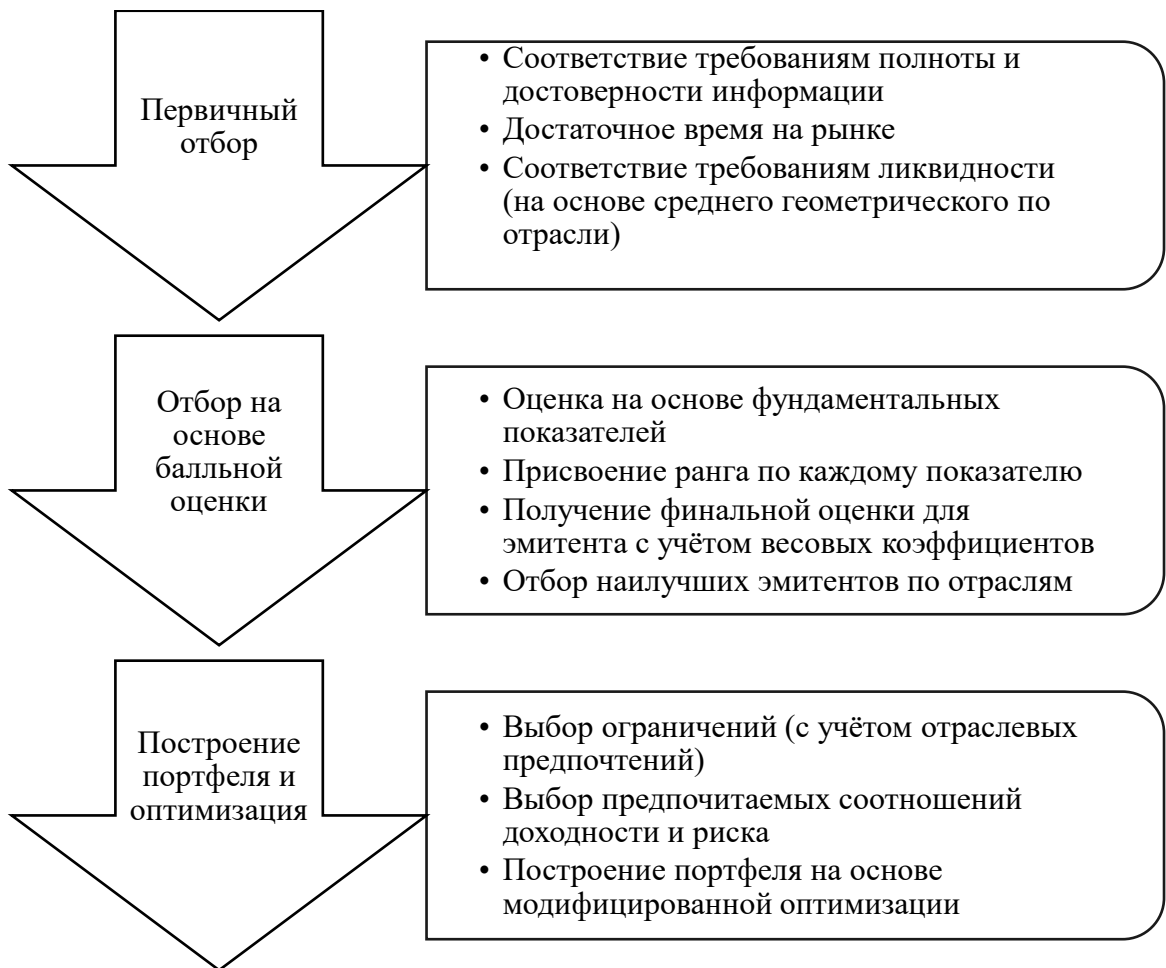 Первичный
отбор
• Соответствие требованиям полноты и
достоверности информации
• Достаточное время на рынке
• Соответствие требованиям ликвидности
(на основе среднего геометрического по
отрасли)
Отбор на
основе
балльной
оценки
• Оценка на основе фундаментальных
показателей
• Присвоение ранга по каждому показателю
• Получение финальной оценки для
эмитента с учётом весовых коэффициентов
• Отбор наилучших эмитентов по отраслям
Построение
портфеля и
оптимизация
• Выбор ограничений (с учётом отраслевых
предпочтений)
• Выбор предпочитаемых соотношений
доходности и риска
• Построение портфеля на основе
модифицированной оптимизации